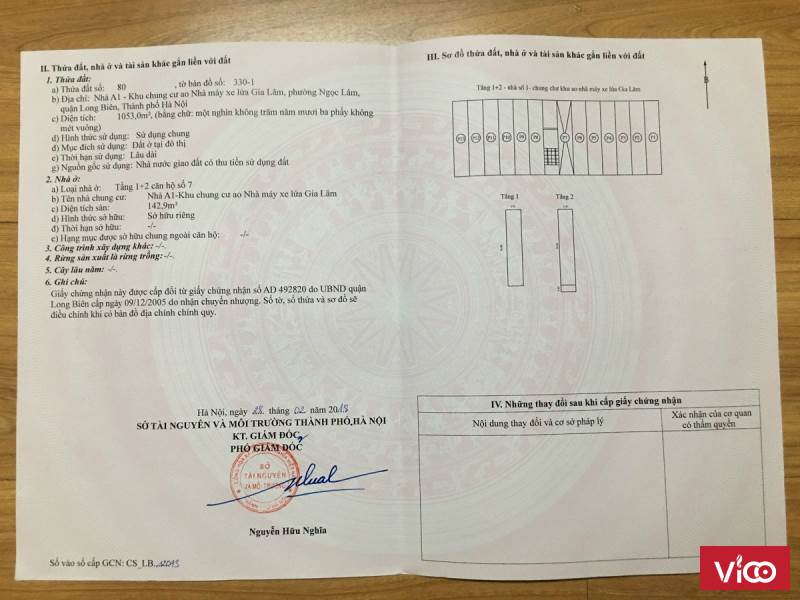 II. Thửa đất, nhà ở và tài sản khác gắn liền với đất
1. Thửa đất:
a) Thửa đất số: 80 , tờ bản đồ số: 330-1
b) Địa chỉ: Nhà A1 - Khu chung cư ao Nhà máy xe lửa Gia Lâm, phường Ngọc Lâm,
quận Long Biên, Thành phố Hà Nội
c) Diện tích: 1053,0m², (bằng chữ: một nghìn không trăm năm mươi ba phẩy không
mét vuông)
d) Hình thức sử dụng: Sử dụng chung
đ) Mục đích sử dụng: Đất ở tại đô thị
e) Thời hạn sử dụng: Lâu dài
g) Nguồn gốc sử dụng: Nhà nước giao đất có thu tiền sử dụng đất
2. Nhà ở:
a) Loại nhà ở: Tầng 1+2 căn hộ số 7
b) Tên nhà chung cư: Nhà A1-Khu chung cư ao Nhà máy xe lửa Gia Lâm
c) Diện tích sàn: 142,9m²
d) Hình thức sở hữu: Sở hữu riêng
đ) Thời hạn sở hữu: -/-
e) Hạng mục được sở hữu chung ngoài căn hộ: -/-
3. Công trình xây dựng khác: -/-.
4. Rừng sản xuất là rừng trồng: -/-.
5. Cây lâu năm: -/-.
6. Ghi chú:
Giấy chứng nhận này được cấp đổi từ giấy chứng nhận số AD 492820 do UBND quận
Long Biên cấp ngày 09/12/2005 do nhận chuyển nhượng. Số tờ, số thửa và sơ đồ sẽ
điều chỉnh khi có bản đồ địa chính chính quy.
Hà Nội, ngày 28 tháng 02 năm 2015
SỞ TÀI NGUYÊN VÀ MÔI TRƯỜNG THÀNH PHỐ HÀ NỘI
KT. GIÁM ĐỐC
PHÓ GIÁM ĐỐC
SỞ
TÀI NGUYÊN
VÀ MÔI TRƯỜNG
Nguyễn Hữu Nghĩa
Số vào sổ cấp GCN: CS_LB
III. Sơ đồ thửa đất, nhà ở và tài sản khác gắn liền với đất
B
Tầng 1+2 - nhà số 1- chung chư khu ao nhà máy xe lửa Gia Lâm
Tầng 1 Tầng 2
IV. Những thay đổi sau khi cấp giấy chứng nhận
Nội dung thay đổi và cơ sở pháp lý
Xác nhận của cơ quan
có thẩm quyền
ViCO